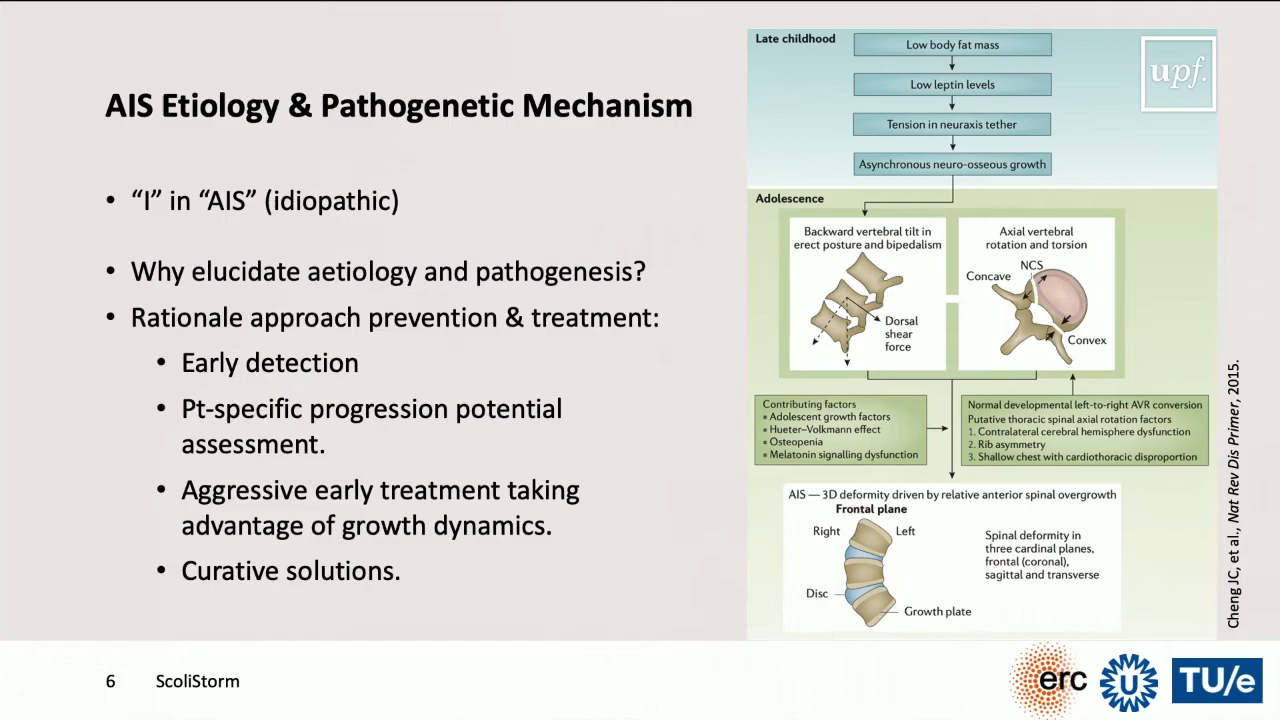 AIS Etiology & Pathogenetic Mechanism
• “I” in “AIS” (idiopathic)
• Why elucidate aetiology and pathogenesis?
• Rationale approach prevention & treatment:
• Early detection
• Pt-specific progression potential
assessment.
• Aggressive early treatment taking
advantage of growth dynamics.
• Curative solutions.
Late childhood
Low body fat mass
Low leptin levels
Tension in neuraxis tether
Asynchronous neuro-osseous growth
upf.
Adolescence
Backward vertebral tilt in
erect posture and bipedalism
Dorsal
shear
force
Axial vertebral
rotation and torsion
NCS
Concave
Convex
Contributing factors
▪ Adolescent growth factors
▪ Hueter–Volkmann effect
▪ Osteopenia
▪ Melatonin signalling dysfunction
Normal developmental left-to-right AVR conversion
Putative thoracic spinal axial rotation factors
1. Contralateral cerebral hemisphere dysfunction
2. Rib asymmetry
3. Shallow chest with cardiothoracic disproportion
AIS — 3D deformity driven by relative anterior spinal overgrowth
Frontal plane
Right
Left
Disc
Growth plate
Spinal deformity in
three cardinal planes,
frontal (coronal),
sagittal and transverse
Cheng JC, et al., Nat Rev Dis Primer, 2015.
6
ScoliStorm
erc
U
TU/e